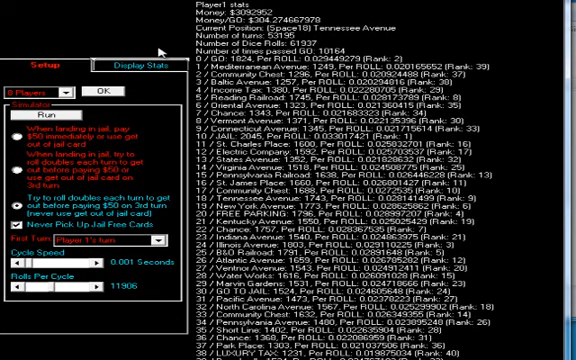 Setup
Display Stats
8 Players
OK
Simulator
Run
When landing in jail, pay
$50 immediately or use get
out of jail card
When landing in jail, try to
roll doubles each turn to get
out before paying $50 or
use get out of jail card on
3rd turn
Try to roll doubles each turn to get
out before paying $50 on 3rd turn
(never use get out of jail card)
Never Pick Up Jail Free Cards
First Turn
Player 1's turn
Cycle Speed
0.001 Seconds
Rolls Per Cycle
11906
Player1 stats
Money: $3092952
Money/GO: $304.274667978
Current Position: (Space18) Tennessee Avenue
Number of turns: 53195
Number of Dice Rolls: 61937
Number of times passed GO: 10164
0 / GO: 1824, Per ROLL: 0.029449279 (Rank: 2)
1 / Mediterranean Avenue: 1249, Per ROLL: 0.020165652 (Rank: 39)
2 / Community Chest: 1296, Per ROLL: 0.020924488 (Rank: 37)
3 / Baltic Avenue: 1257, Per ROLL: 0.020294816 (Rank: 38)
4 / Income Tax: 1380, Per ROLL: 0.022280705 (Rank: 29)
5 / Reading Railroad: 1745, Per ROLL: 0.028173789 (Rank: 8)
6 / Oriental Avenue: 1323, Per ROLL: 0.021360415 (Rank: 35)
7 / Chance: 1343, Per ROLL: 0.021683323 (Rank: 34)
8 / Vermont Avenue: 1371, Per ROLL: 0.022135396 (Rank: 30)
9 / Connecticut Avenue: 1345, Per ROLL: 0.021715614 (Rank: 33)
10 / JAIL: 2045, Per ROLL: 0.033017421 (Rank: 1)
11 / St. Charles Place: 1600, Per ROLL: 0.025832701 (Rank: 16)
12 / Electric Company: 1592, Per ROLL: 0.025703537 (Rank: 17)
13 / States Avenue: 1352, Per ROLL: 0.021828632 (Rank: 32)
14 / Virginia Avenue: 1518, Per ROLL: 0.024508775 (Rank: 25)
15 / Pennsylvania Railroad: 1638, Per ROLL: 0.026446228 (Rank: 13)
16 / St. James Place: 1660, Per ROLL: 0.026801427 (Rank: 11)
17 / Community Chest: 1688, Per ROLL: 0.0272535 (Rank: 10)
18 / Tennessee Avenue: 1743, Per ROLL: 0.028141499 (Rank: 9)
19 / New York Avenue: 1773, Per ROLL: 0.028625862 (Rank: 6)
20 / FREE PARKING: 1796, Per ROLL: 0.028997207 (Rank: 4)
21 / Kentucky Avenue: 1550, Per ROLL: 0.025025429 (Rank: 19)
22 / Chance: 1757, Per ROLL: 0.028367535 (Rank: 7)
23 / Indiana Avenue: 1540, Per ROLL: 0.024863975 (Rank: 21)
24 / Illinois Avenue: 1803, Per ROLL: 0.029110225 (Rank: 3)
25 / B&O Railroad: 1791, Per ROLL: 0.02891648 (Rank: 5)
26 / Atlantic Avenue: 1659, Per ROLL: 0.026785282 (Rank: 12)
27 / Ventnor Avenue: 1543, Per ROLL: 0.024912411 (Rank: 20)
28 / Water Works: 1616, Per ROLL: 0.026091028 (Rank: 15)
29 / Marvin Gardens: 1531, Per ROLL: 0.024718666 (Rank: 23)
30 / GO TO JAIL: 1524, Per ROLL: 0.024605648 (Rank: 24)
31 / Pacific Avenue: 1473, Per ROLL: 0.02378223 (Rank: 27)
32 / North Carolina Avenue: 1567, Per ROLL: 0.025299902 (Rank: 18)
33 / Community Chest: 1632, Per ROLL: 0.026349355 (Rank: 14)
34 / Pennsylvania Avenue: 1480, Per ROLL: 0.023895248 (Rank: 26)
35 / Short Line: 1402, Per ROLL: 0.022635904 (Rank: 28)
36 / Chance: 1368, Per ROLL: 0.022086959 (Rank: 31)
37 / Park Place: 1303, Per ROLL: 0.021037506 (Rank: 36)
38 / LUXURY TAX: 1231, Per ROLL: 0.019875034 (Rank: 40)